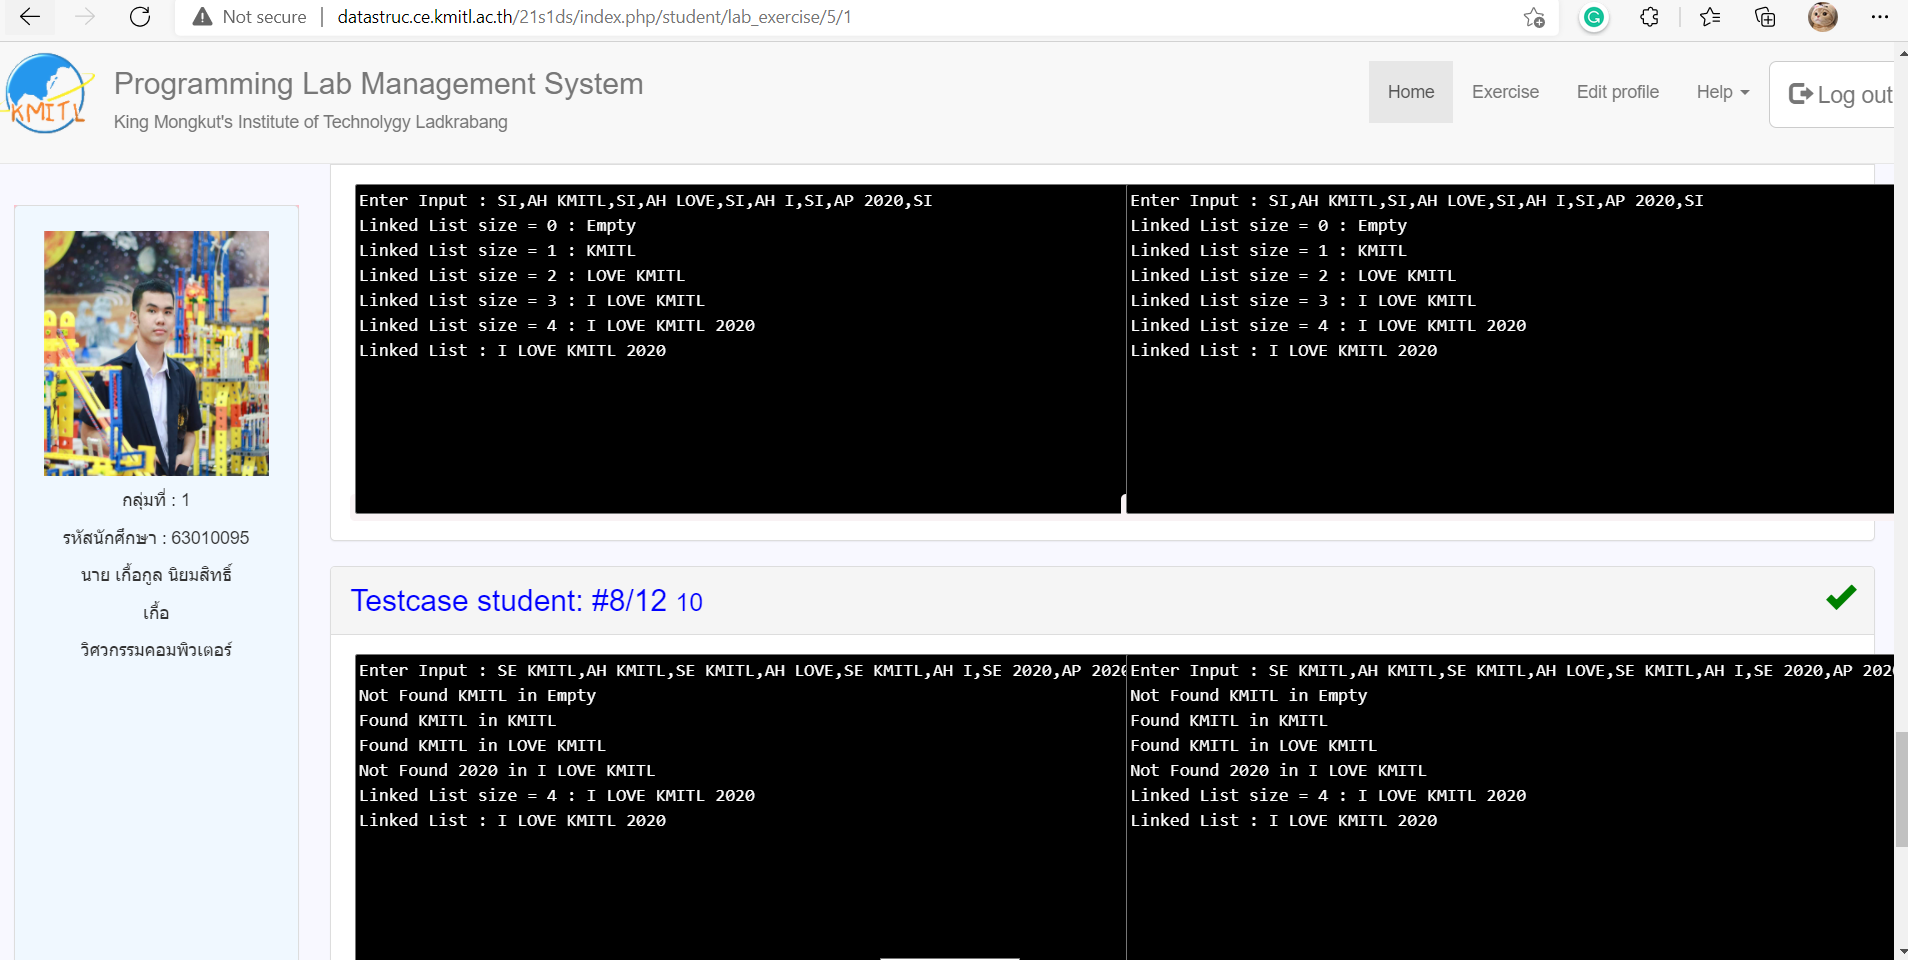 Not secure | datastruc.ce.kmitl.ac.th/21s1ds/index.php/student/lab_exercise/5/1
KMITL
Programming Lab Management System
King Mongkut's Institute of Technolygy Ladkrabang
Home Exercise Edit profile Help Log out
กลุ่มที่ : 1
รหัสนักศึกษา : 63010095
นาย เกื้อกูล นิยมสิทธิ์
เกื้อ
วิศวกรรมคอมพิวเตอร์
Enter Input : SI,AH KMITL,SI,AH LOVE,SI,AH I,SI,AP 2020,SI
Linked List size = 0 : Empty
Linked List size = 1 : KMITL
Linked List size = 2 : LOVE KMITL
Linked List size = 3 : I LOVE KMITL
Linked List size = 4 : I LOVE KMITL 2020
Linked List : I LOVE KMITL 2020
Enter Input : SI,AH KMITL,SI,AH LOVE,SI,AH I,SI,AP 2020,SI
Linked List size = 0 : Empty
Linked List size = 1 : KMITL
Linked List size = 2 : LOVE KMITL
Linked List size = 3 : I LOVE KMITL
Linked List size = 4 : I LOVE KMITL 2020
Linked List : I LOVE KMITL 2020
Testcase student: #8/12 10
Enter Input : SE KMITL,AH KMITL,SE KMITL,AH LOVE,SE KMITL,AH I,SE 2020,AP 2020
Not Found KMITL in Empty
Found KMITL in KMITL
Found KMITL in LOVE KMITL
Not Found 2020 in I LOVE KMITL
Linked List size = 4 : I LOVE KMITL 2020
Linked List : I LOVE KMITL 2020
Enter Input : SE KMITL,AH KMITL,SE KMITL,AH LOVE,SE KMITL,AH I,SE 2020,AP 202
Not Found KMITL in Empty
Found KMITL in KMITL
Found KMITL in LOVE KMITL
Not Found 2020 in I LOVE KMITL
Linked List size = 4 : I LOVE KMITL 2020
Linked List : I LOVE KMITL 2020